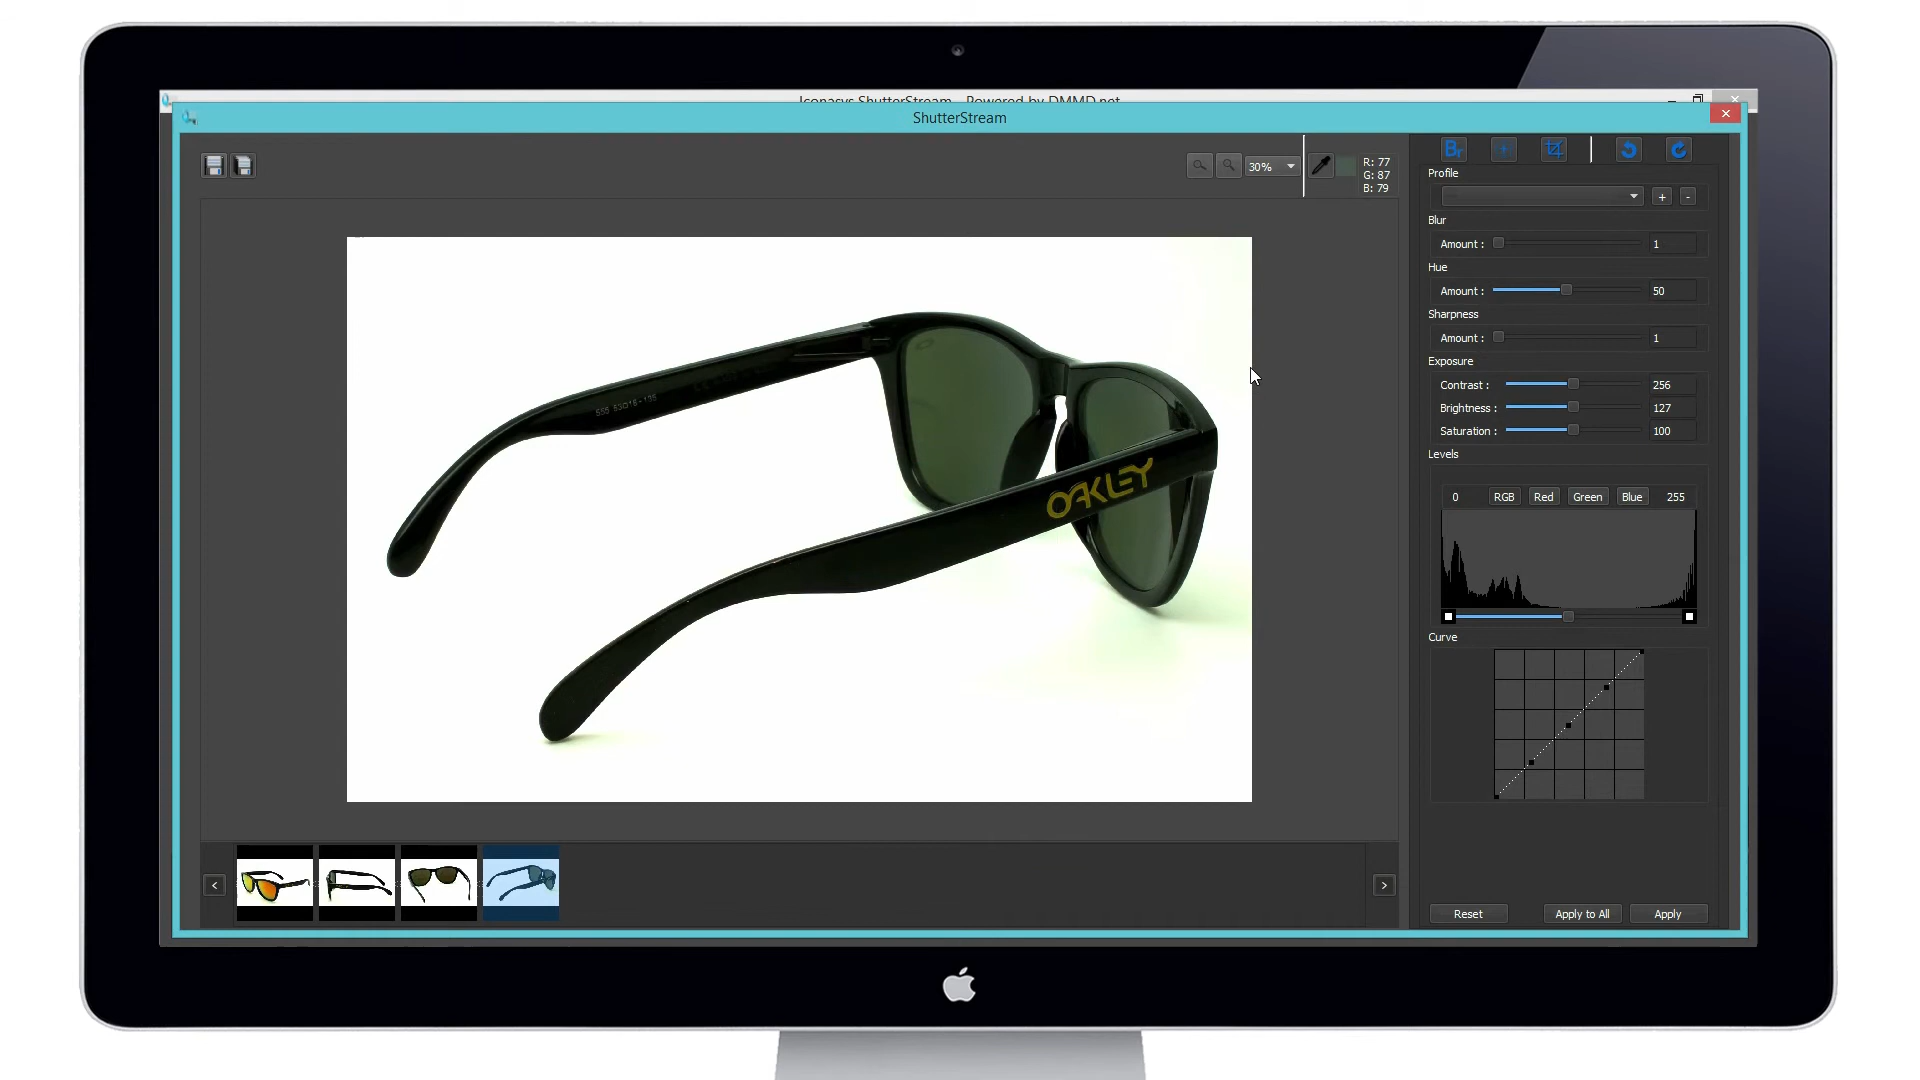 Iconasys ShutterStream - Powered by DMMD.net
ShutterStream
30%
R: 77
G: 87
B: 79
Br
Profile
+ -
Blur
Amount : 1
Hue
Amount : 50
Sharpness
Amount : 1
Exposure
Contrast : 256
Brightness : 127
Saturation : 100
Levels
0 RGB Red Green Blue 255
Curve
OAKLEY
< >
Reset Apply to All Apply